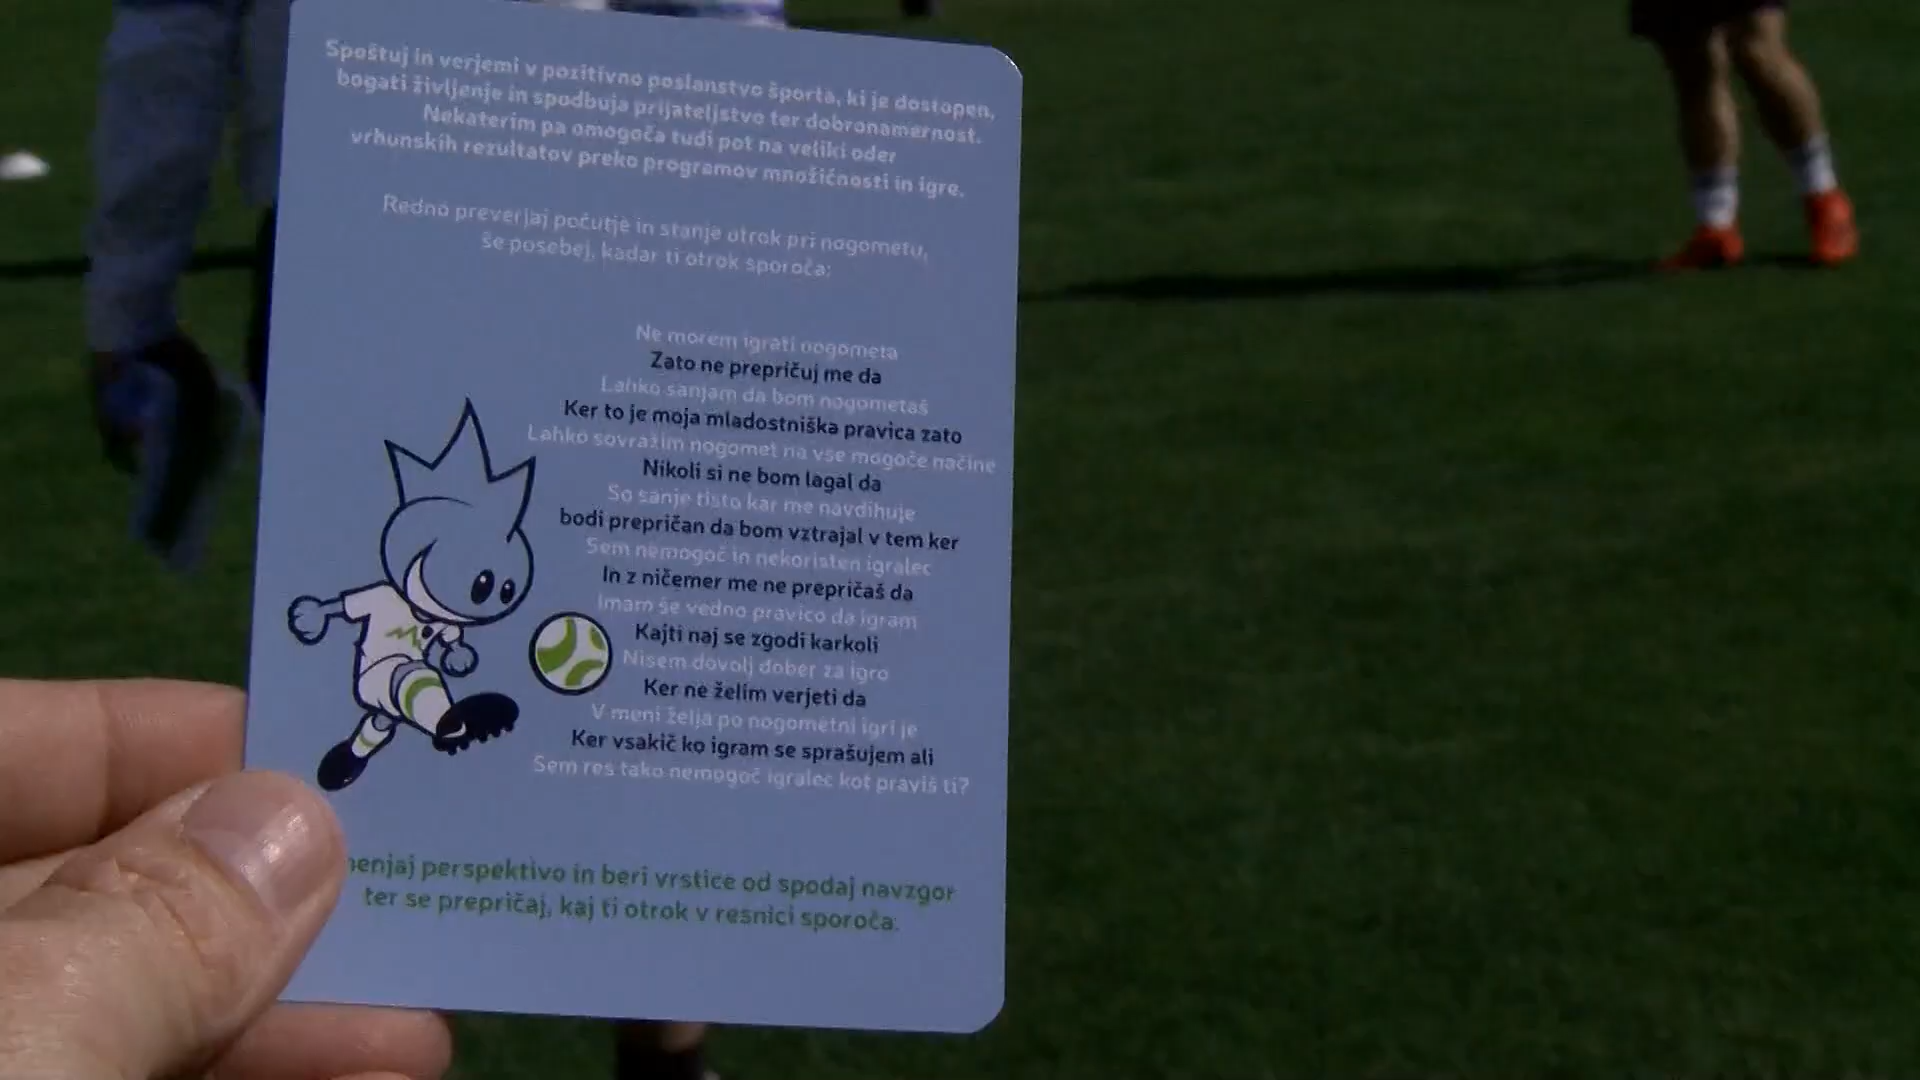 Spoštuj in verjemi v pozitivno poslanstvo športa, ki je dostopen,
bogati življenje in spodbuja prijateljstvo ter dobronamernost.
Nekaterim pa omogoča tudi pot na veliki oder
vrhunskih rezultatov preko programov množičnosti in igre.
Redno preverjaj počutje in stanje otrok pri nogometu,
še posebej, kadar ti otrok sporoča:
Ne morem igrati nogometa
Zato ne prepričuj me da
Lahko sanjam da bom nogometaš
Ker to je moja mladostniška pravica zato
Lahko sovražim nogomet na vse mogoče načine
Nikoli si ne bom lagal da
So sanje tisto kar me navdihuje
bodi prepričan da bom vztrajal v tem ker
Sem nemogoč in nekoristen igralec
In z ničemer me ne prepričaš da
Imam še vedno pravico da igram
Kajti naj se zgodi karkoli
Nisem dovolj dober za igro
Ker ne želim verjeti da
V meni želja po nogometni igri je
Ker vsakič ko igram se sprašujem ali
Sem res tako nemogoč igralec kot praviš ti?
perspektivo in beri vrstice od spodaj navzgor
ter se prepričaj, kaj ti otrok v resnici sporoča.